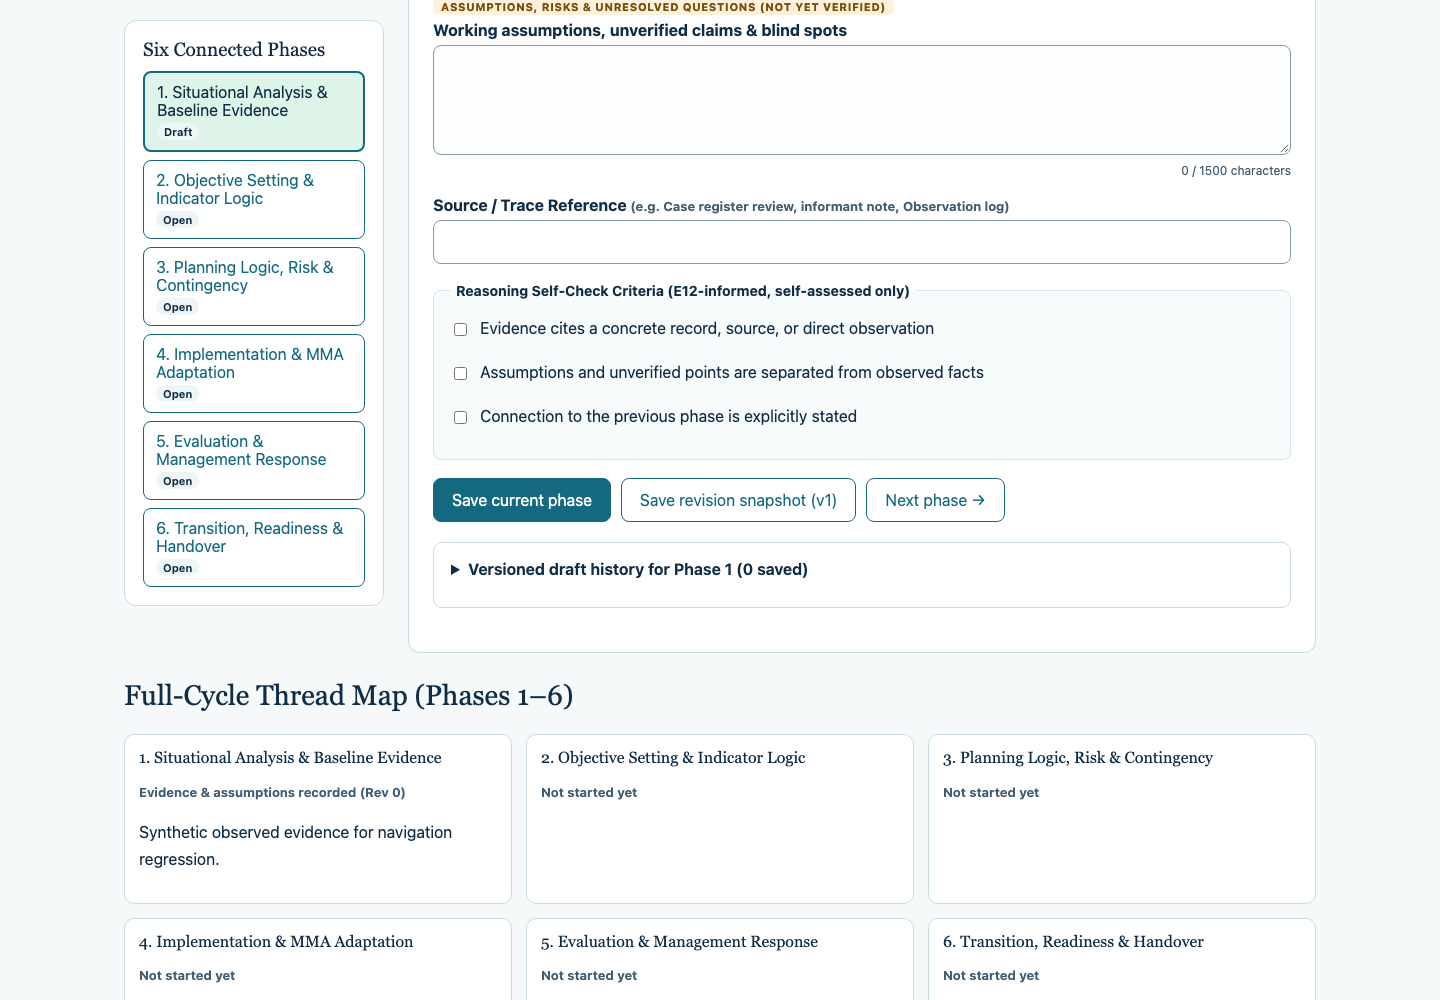 Six Connected Phases
1. Situational Analysis &
Baseline Evidence
Draft
2. Objective Setting &
Indicator Logic
Open
3. Planning Logic, Risk &
Contingency
Open
4. Implementation & MMA
Adaptation
Open
5. Evaluation &
Management Response
Open
6. Transition, Readiness &
Handover
Open
ASSUMPTIONS, RISKS & UNRESOLVED QUESTIONS (NOT YET VERIFIED)
Working assumptions, unverified claims & blind spots
0 / 1500 characters
Source / Trace Reference (e.g. Case register review, informant note, Observation log)
Reasoning Self-Check Criteria (E12-informed, self-assessed only)
Evidence cites a concrete record, source, or direct observation
Assumptions and unverified points are separated from observed facts
Connection to the previous phase is explicitly stated
Save current phase
Save revision snapshot (v1)
Next phase →
Versioned draft history for Phase 1 (0 saved)
Full-Cycle Thread Map (Phases 1–6)
1. Situational Analysis & Baseline Evidence
Evidence & assumptions recorded (Rev 0)
Synthetic observed evidence for navigation
regression.
2. Objective Setting & Indicator Logic
Not started yet
3. Planning Logic, Risk & Contingency
Not started yet
4. Implementation & MMA Adaptation
Not started yet
5. Evaluation & Management Response
Not started yet
6. Transition, Readiness & Handover
Not started yet